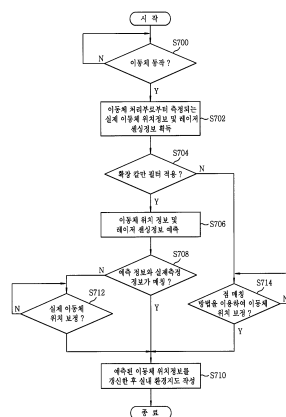 시 작
S700
이동체 동작 ?
N
Y
이동체 처리부로부터 측정되는
실제 이동체 위치정보 및 레이저
센싱정보 획득
S702
S704
확장 칼만 필터 적용 ?
N
Y
이동체 위치 정보 및
레이저 센싱정보 예측
S706
S708
예측 정보와 실제측정
정보가 매칭 ?
N
Y
S712
실제 이동체
위치 보정 ?
N
Y
S714
점 매칭
방법을 이용하여 이동체
위치 보정 ?
N
Y
예측된 이동체 위치정보를
갱신한 후 실내 환경지도 작성
S710
종 료